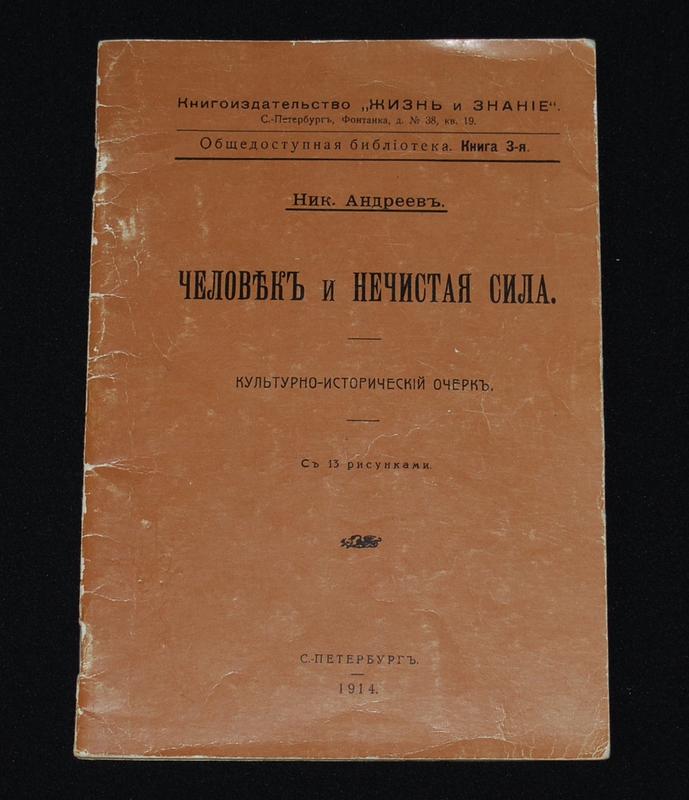 Книгоиздательство „ЖИЗНЬ и ЗНАНІЕ“.
С.-Петербургъ, Фонтанка, д. № 38, кв. 19.
Общедоступная библіотека. Книга 3-я.
Ник. Андреевъ.
ЧЕЛОВѢКЪ и НЕЧИСТАЯ СИЛА.
КУЛЬТУРНО-ИСТОРИЧЕСКІЙ ОЧЕРКЪ.
Съ 13 рисунками.
С.-ПЕТЕРБУРГЪ.
1914.